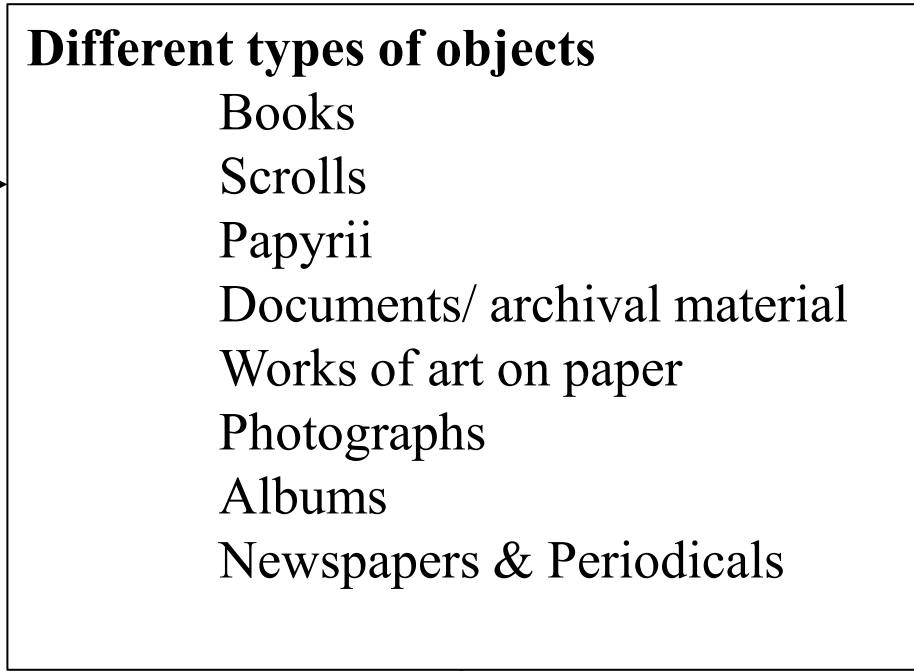 Different types of objects
Books
Scrolls
Papyrii
Documents/ archival material
Works of art on paper
Photographs
Albums
Newspapers & Periodicals